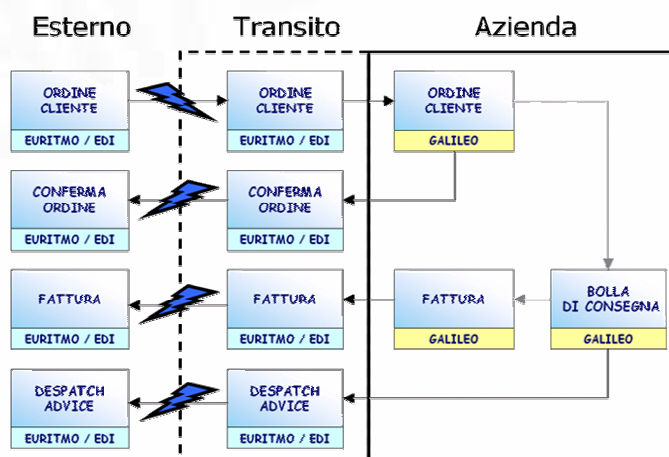 Esterno
Transito
Azienda
ORDINE
CLIENTE
EURITMO / EDI
ORDINE
CLIENTE
EURITMO / EDI
ORDINE
CLIENTE
GALILEO
CONFERMA
ORDINE
EURITMO / EDI
CONFERMA
ORDINE
EURITMO / EDI
FATTURA
EURITMO / EDI
FATTURA
EURITMO / EDI
FATTURA
GALILEO
BOLLA
DI CONSEGNA
GALILEO
DESPATCH
ADVICE
EURITMO / EDI
DESPATCH
ADVICE
EURITMO / EDI